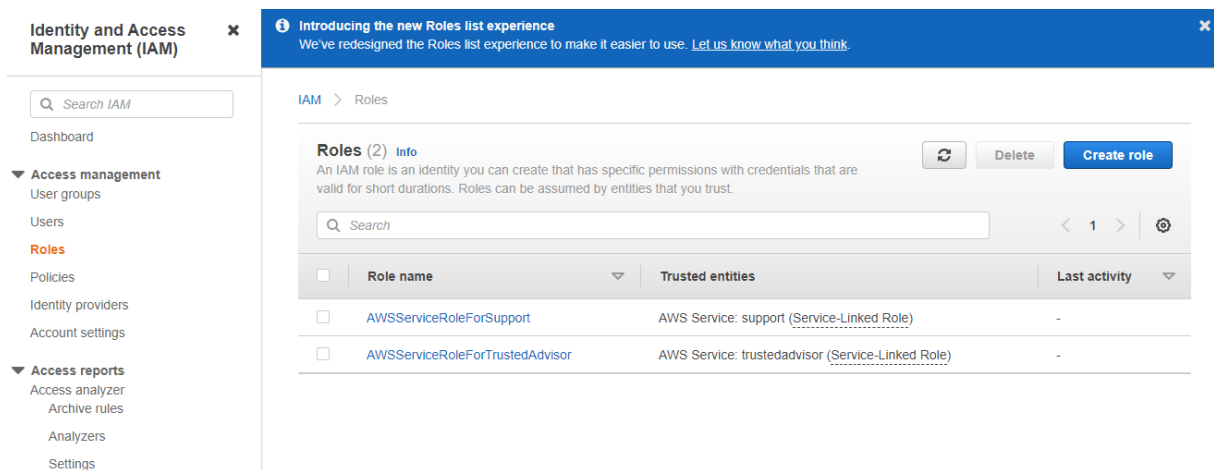 Identity and Access
Management (IAM)
Search IAM
Dashboard
Access management
User groups
Users
Roles
Policies
Identity providers
Account settings
Access reports
Access analyzer
Archive rules
Analyzers
Settings
Introducing the new Roles list experience
We've redesigned the Roles list experience to make it easier to use. Let us know what you think.
IAM > Roles
Roles (2) Info
An IAM role is an identity you can create that has specific permissions with credentials that are
valid for short durations. Roles can be assumed by entities that you trust.
Delete
Create role
Search
1
Role name Trusted entities Last activity
AWSServiceRoleForSupport AWS Service: support (Service-Linked Role) -
AWSServiceRoleForTrustedAdvisor AWS Service: trustedadvisor (Service-Linked Role) -